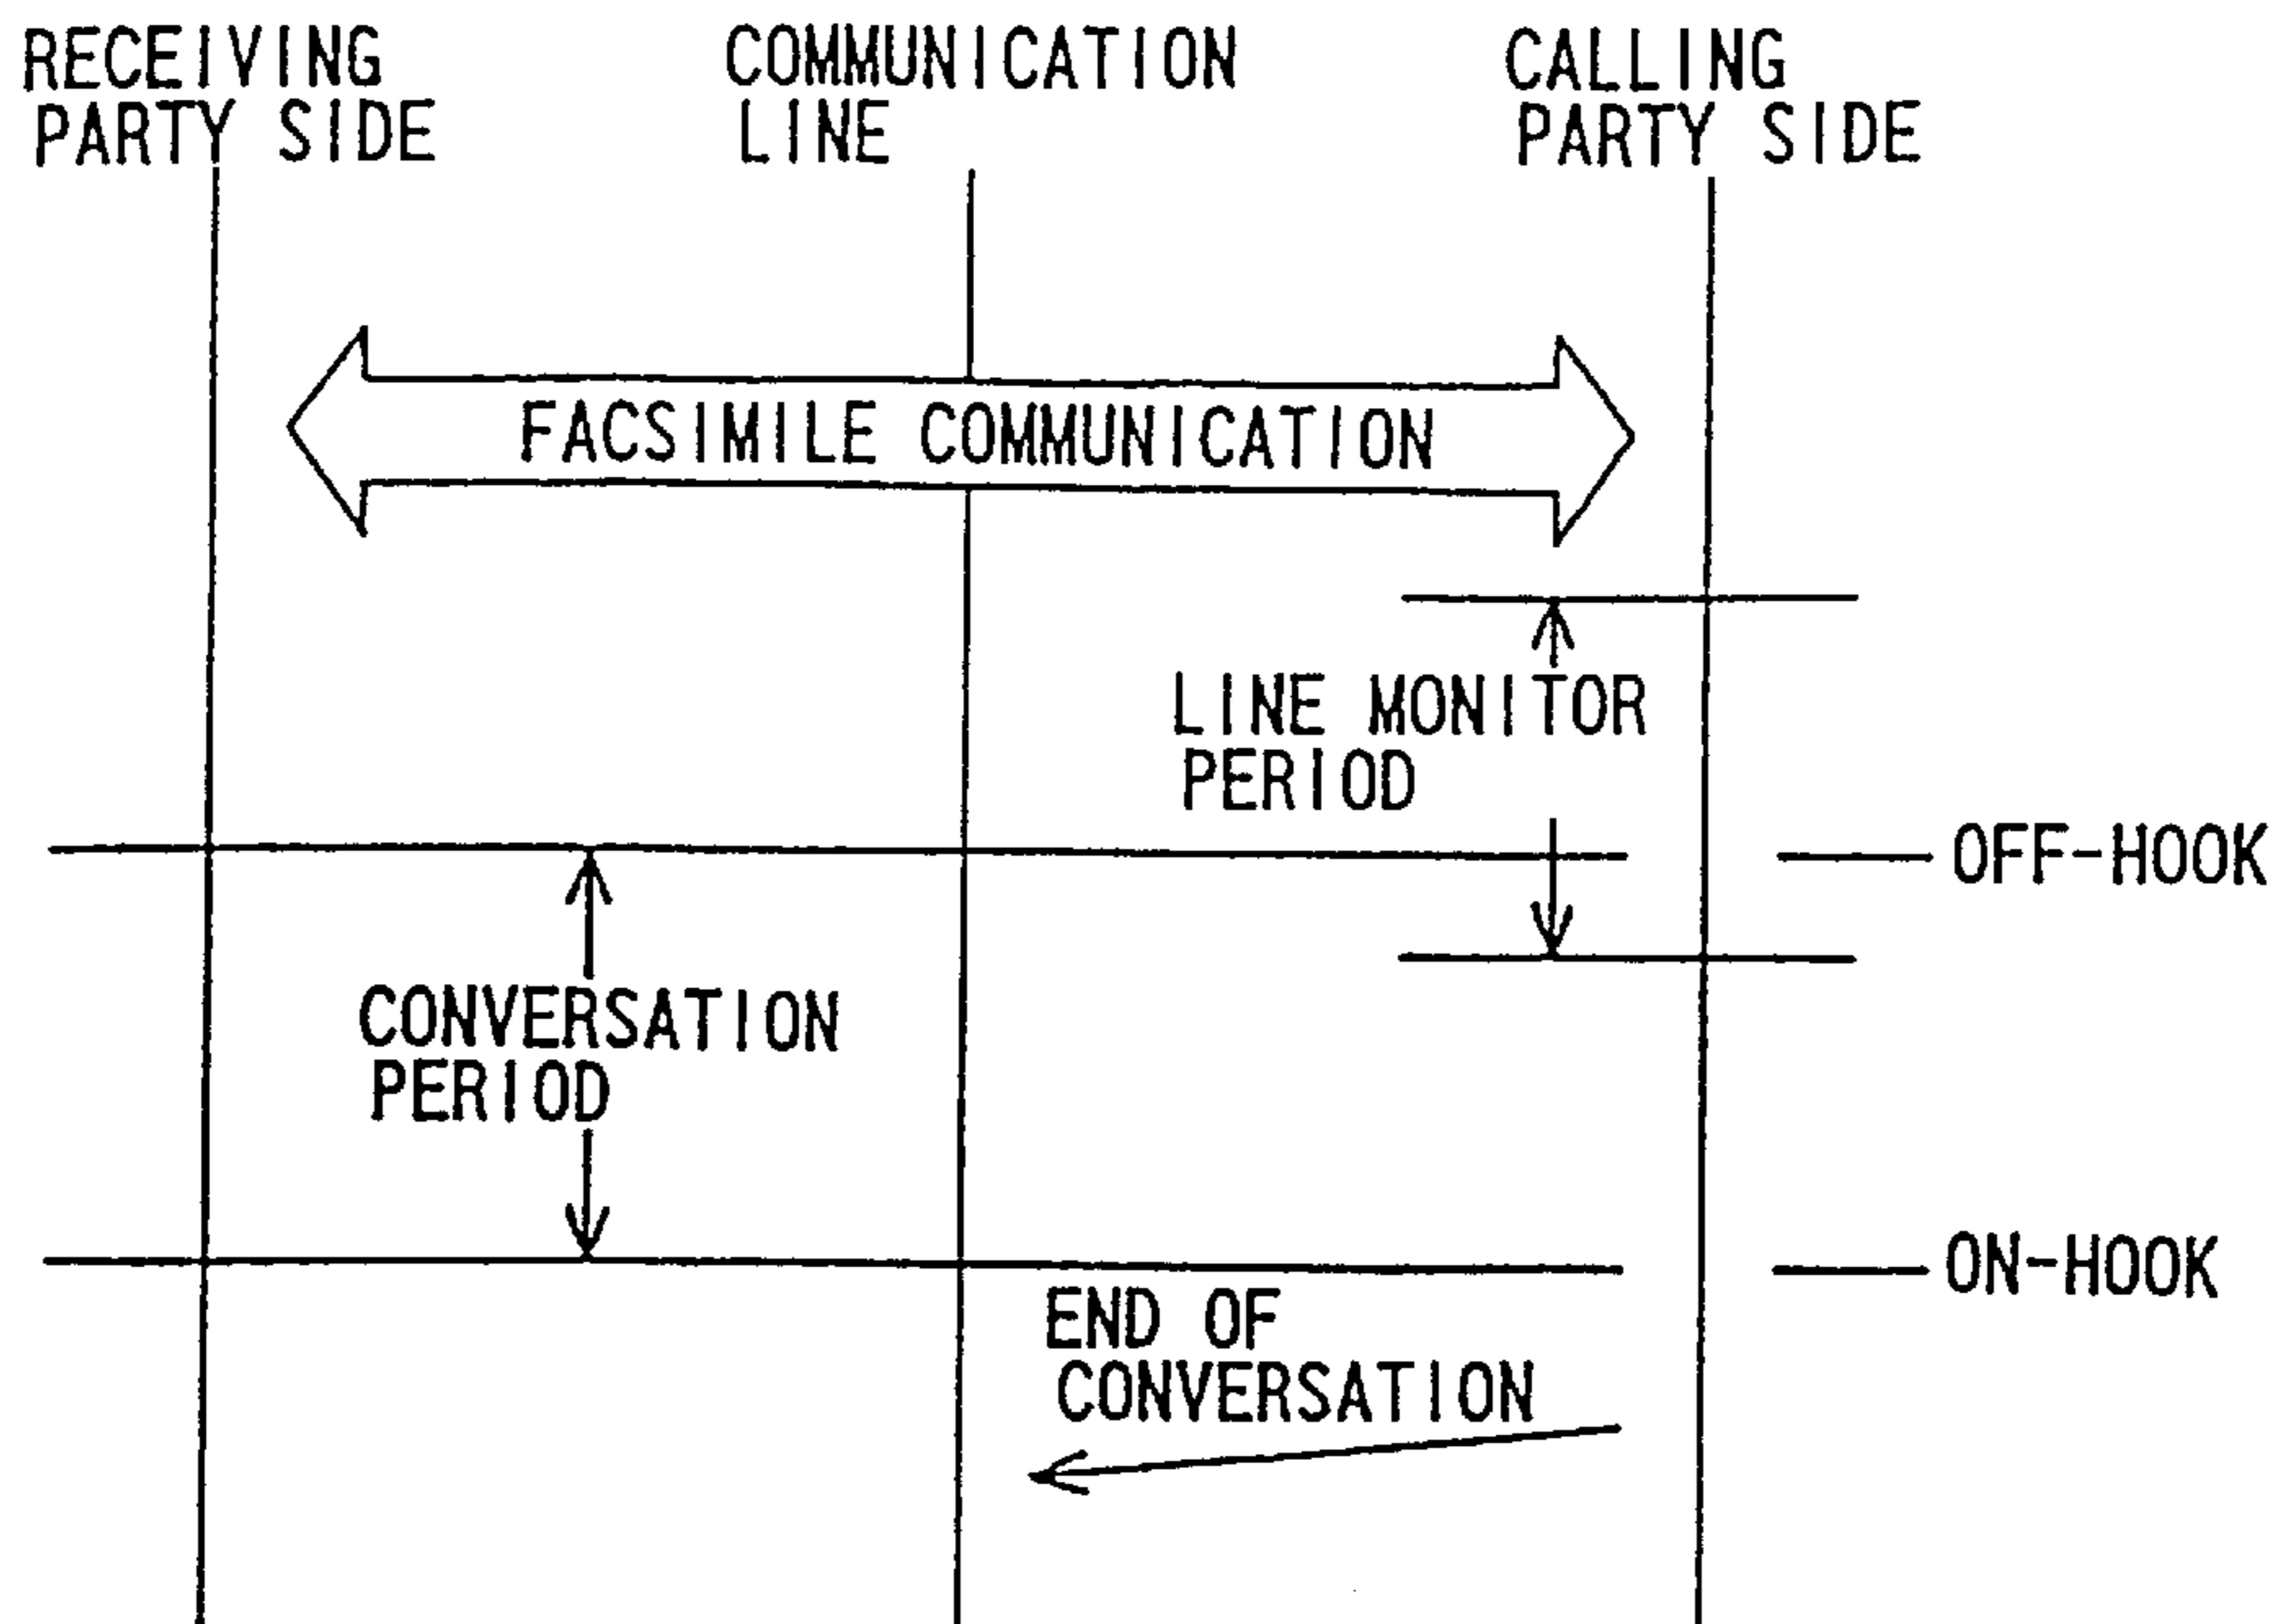 RECEIVING
PARTY SIDE
COMMUNICATION
LINE
CALLING
PARTY SIDE
FACSIMILE COMMUNICATION
LINE MONITOR
PERIOD
OFF-HOOK
CONVERSATION
PERIOD
ON-HOOK
END OF
CONVERSATION